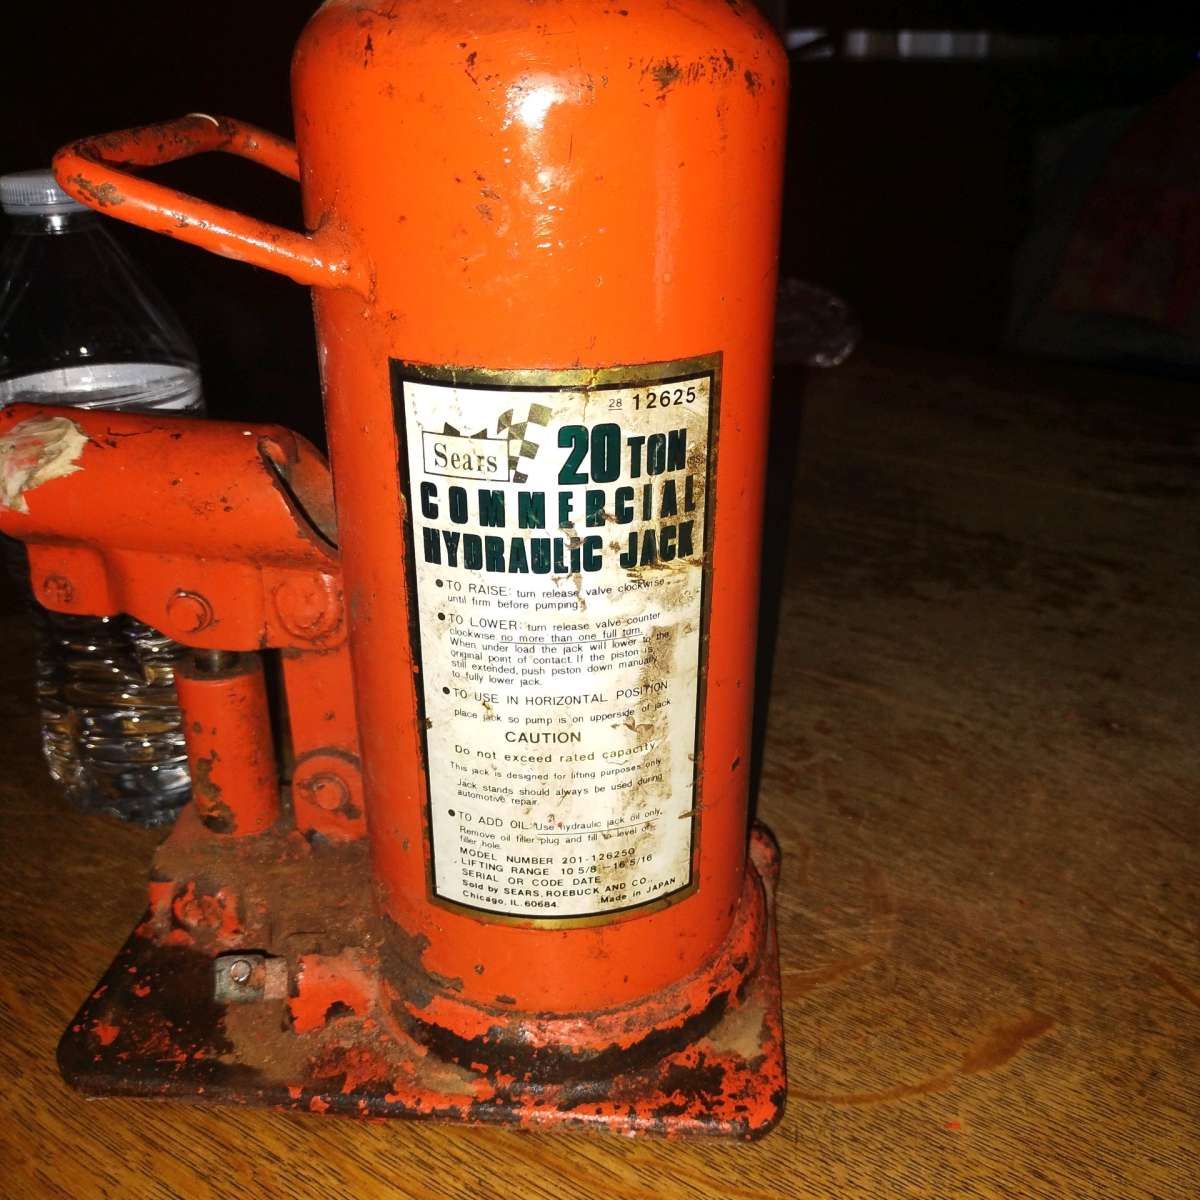 28 12625
Sears
20 TON
COMMERCIAL
HYDRAULIC JACK
● TO RAISE: turn release valve clockwise
until firm before pumping.
● TO LOWER: turn release valve counter
clockwise no more than one full turn.
When under load the jack will lower to the
original point of contact. If the piston is
still extended, push piston down manually
to fully lower jack.
● TO USE IN HORIZONTAL POSITION
place jack so pump is on upperside of jack
CAUTION
Do not exceed rated capacity.
This jack is designed for lifting purposes only.
Jack stands should always be used during
automotive repair.
● TO ADD OIL: Use hydraulic jack oil only.
Remove oil filler plug and fill to level of
filler hole.
MODEL NUMBER 201-126250
LIFTING RANGE 10 5/8 - 16 5/16
SERIAL OR CODE DATE
Sold by SEARS, ROEBUCK AND CO.,
Chicago, IL. 60684. Made in JAPAN